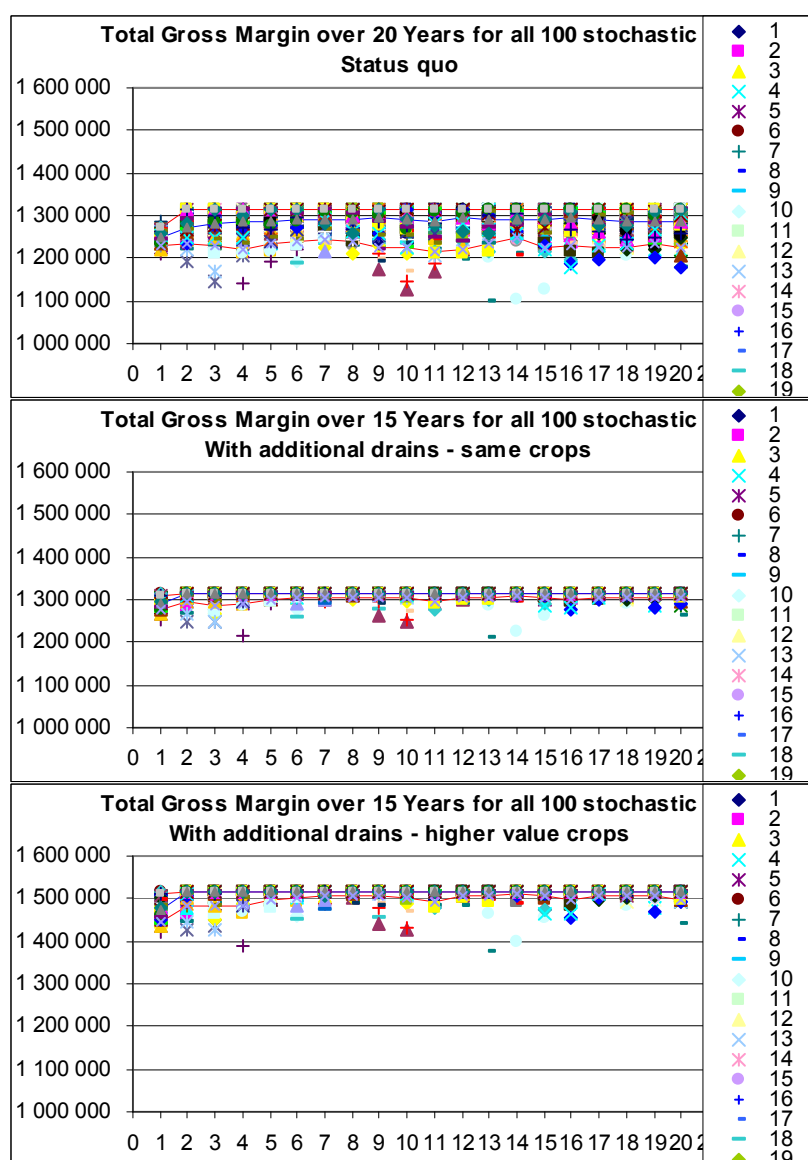 Total Gross Margin over 20 Years for all 100 stochastic
Status quo
1 600 000
1 500 000
1 400 000
1 300 000
1 200 000
1 100 000
1 000 000
0 1 2 3 4 5 6 7 8 9 10 11 12 13 14 15 16 17 18 19 20 2
1
2
3
4
5
6
7
8
9
10
11
12
13
14
15
16
17
18
19
Total Gross Margin over 15 Years for all 100 stochastic
With additional drains - same crops
1 600 000
1 500 000
1 400 000
1 300 000
1 200 000
1 100 000
1 000 000
0 1 2 3 4 5 6 7 8 9 10 11 12 13 14 15 16 17 18 19 20 2
1
2
3
4
5
6
7
8
9
10
11
12
13
14
15
16
17
18
19
Total Gross Margin over 15 Years for all 100 stochastic
With additional drains - higher value crops
1 600 000
1 500 000
1 400 000
1 300 000
1 200 000
1 100 000
1 000 000
0 1 2 3 4 5 6 7 8 9 10 11 12 13 14 15 16 17 18 19 20 2
1
2
3
4
5
6
7
8
9
10
11
12
13
14
15
16
17
18
19